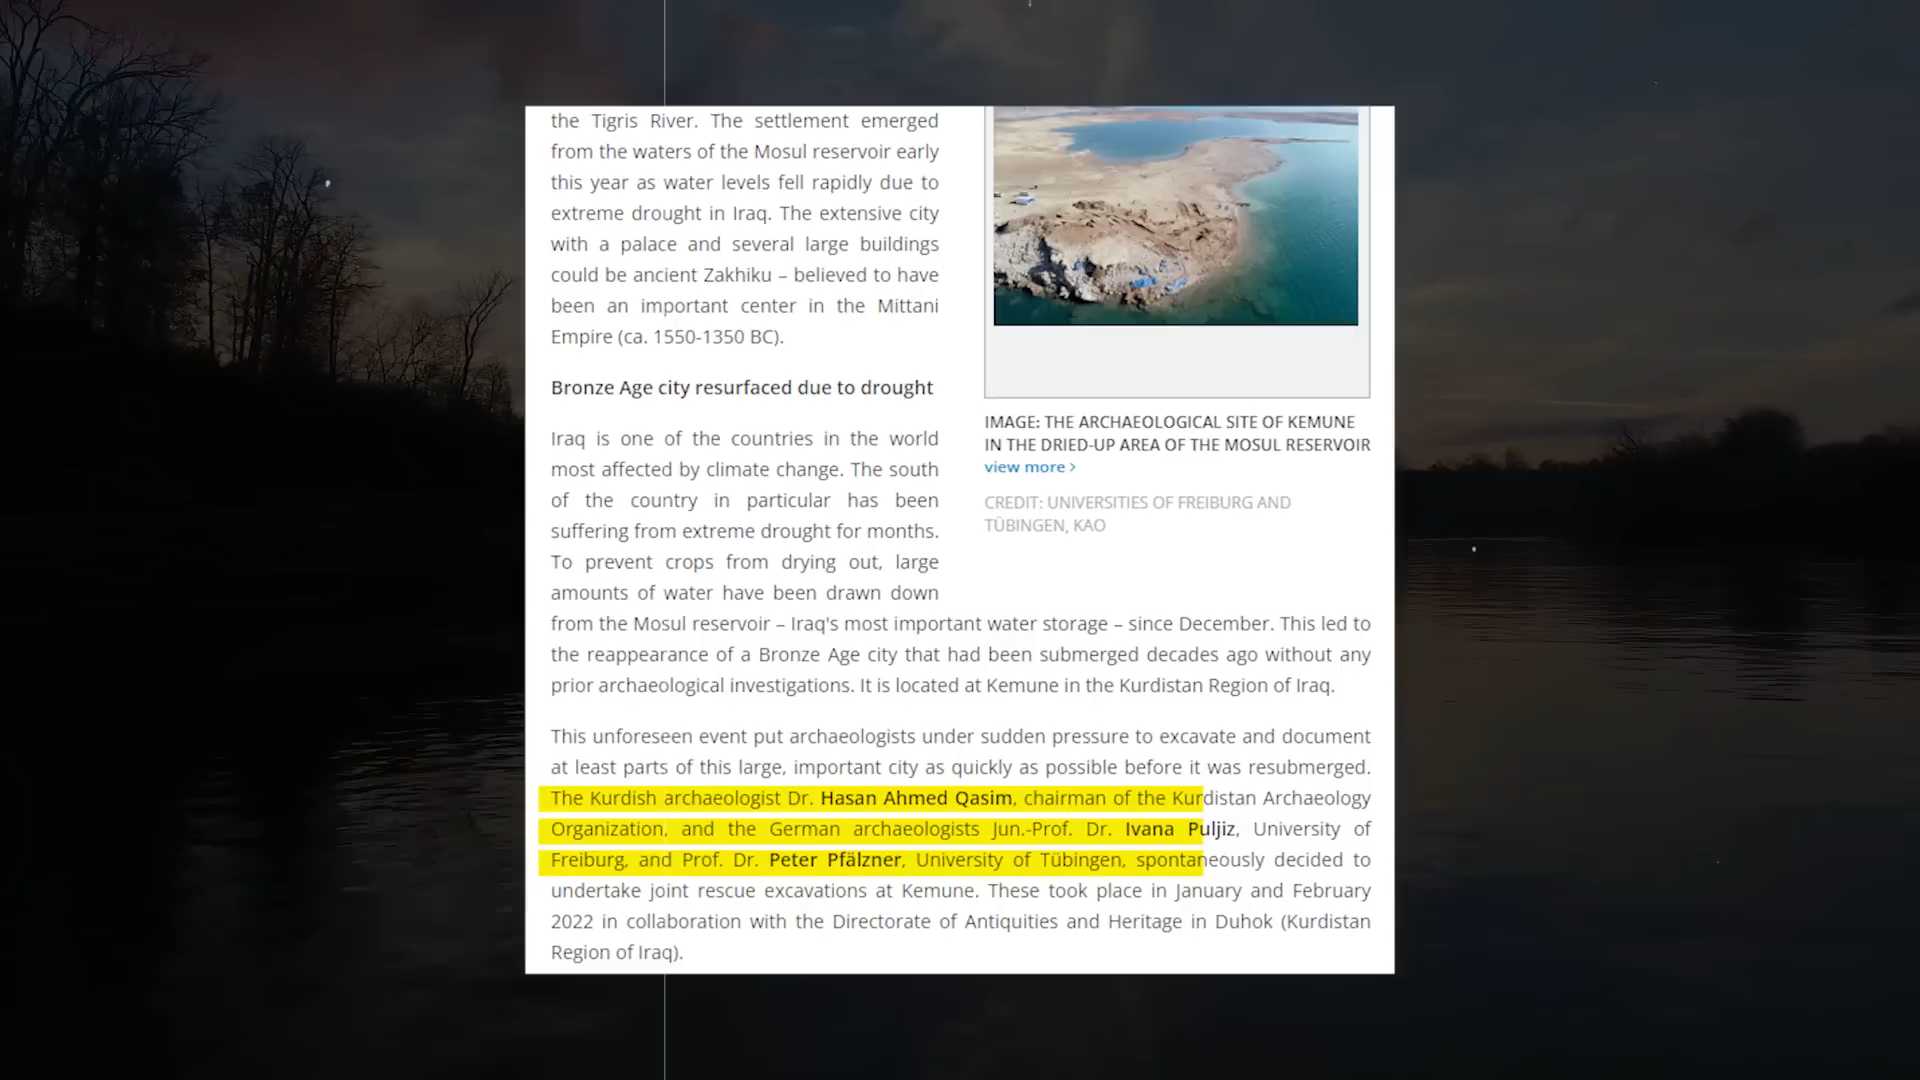 the Tigris River. The settlement emerged
from the waters of the Mosul reservoir early
this year as water levels fell rapidly due to
extreme drought in Iraq. The extensive city
with a palace and several large buildings
could be ancient Zakhiku – believed to have
been an important center in the Mittani
Empire (ca. 1550-1350 BC).
Bronze Age city resurfaced due to drought
Iraq is one of the countries in the world
most affected by climate change. The south
of the country in particular has been
suffering from extreme drought for months.
To prevent crops from drying out, large
amounts of water have been drawn down
from the Mosul reservoir – Iraq's most important water storage – since December. This led to
the reappearance of a Bronze Age city that had been submerged decades ago without any
prior archaeological investigations. It is located at Kemune in the Kurdistan Region of Iraq.
This unforeseen event put archaeologists under sudden pressure to excavate and document
at least parts of this large, important city as quickly as possible before it was resubmerged.
The Kurdish archaeologist Dr. Hasan Ahmed Qasim, chairman of the Kurdistan Archaeology
Organization, and the German archaeologists Jun.-Prof. Dr. Ivana Puljiz, University of
Freiburg, and Prof. Dr. Peter Pfälzner, University of Tübingen, spontaneously decided to
undertake joint rescue excavations at Kemune. These took place in January and February
2022 in collaboration with the Directorate of Antiquities and Heritage in Duhok (Kurdistan
Region of Iraq).
IMAGE: THE ARCHAEOLOGICAL SITE OF KEMUNE
IN THE DRIED-UP AREA OF THE MOSUL RESERVOIR
view more >
CREDIT: UNIVERSITIES OF FREIBURG AND
TÜBINGEN, KAO